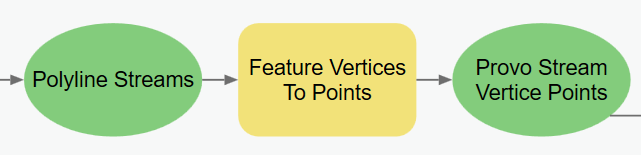 Polyline Streams
Feature Vertices
To Points
Provo Stream
Vertice Points